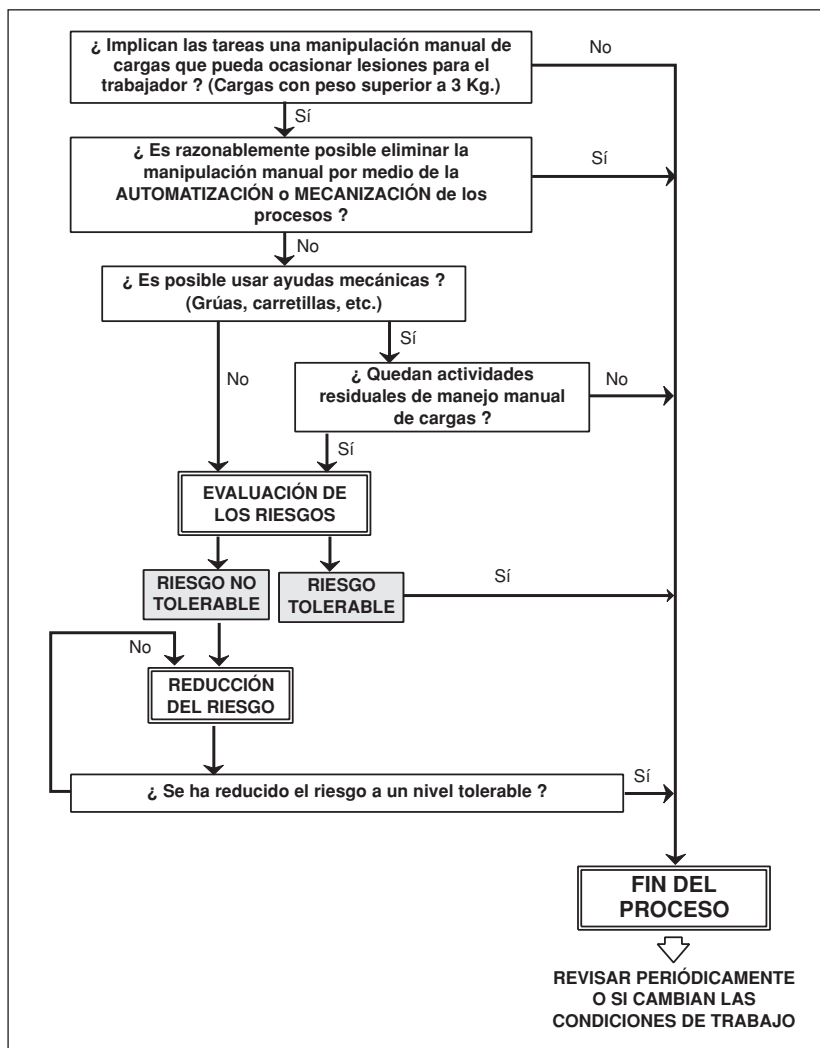 ¿ Implican las tareas una manipulación manual de
cargas que pueda ocasionar lesiones para el
trabajador ? (Cargas con peso superior a 3 Kg.)
No
Sí
¿ Es razonablemente posible eliminar la
manipulación manual por medio de la
AUTOMATIZACIÓN o MECANIZACIÓN de los
procesos ?
Sí
No
¿ Es posible usar ayudas mecánicas ?
(Grúas, carretillas, etc.)
Sí
No
¿ Quedan actividades
residuales de manejo manual
de cargas ?
No
Sí
EVALUACIÓN DE
LOS RIESGOS
RIESGO NO
TOLERABLE
RIESGO
TOLERABLE
Sí
No
REDUCCIÓN
DEL RIESGO
¿ Se ha reducido el riesgo a un nivel tolerable ?
Sí
FIN DEL
PROCESO
REVISAR PERIÓDICAMENTE
O SI CAMBIAN LAS
CONDICIONES DE TRABAJO